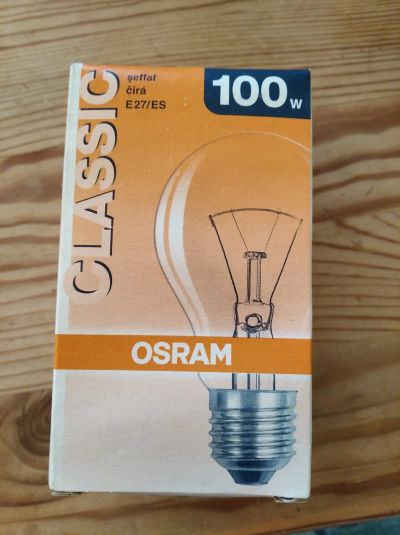 CLASSIC
şeffaf
čirá
E27/ES
100 W
OSRAM